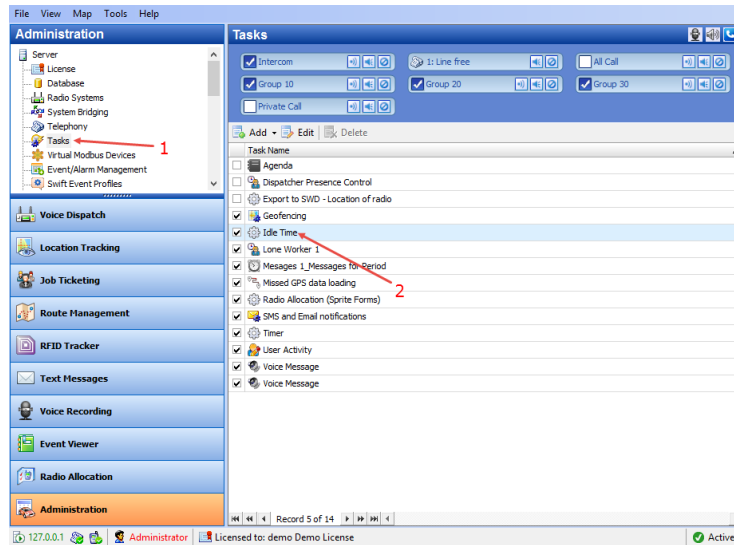 File View Map Tools Help
Administration
Server
License
Database
Radio Systems
System Bridging
Telephony
Tasks
1
Virtual Modbus Devices
Event/Alarm Management
Swift Event Profiles
Voice Dispatch
Location Tracking
Job Ticketing
Route Management
RFID Tracker
Text Messages
Voice Recording
Event Viewer
Radio Allocation
Administration
Tasks
Intercom
1: Line free
All Call
Group 10
Group 20
Group 30
Private Call
Add Edit Delete
Task Name
Agenda
Dispatcher Presence Control
Export to SWD - Location of radio
Geofencing
Idle Time
Lone Worker 1
Mesages 1_Messages for Period
Missed GPS data loading
2
Radio Allocation (Sprite Forms)
SMS and Email notifications
Timer
User Activity
Voice Message
Voice Message
Record 5 of 14
127.0.0.1 Administrator Licensed to: demo Demo License Active